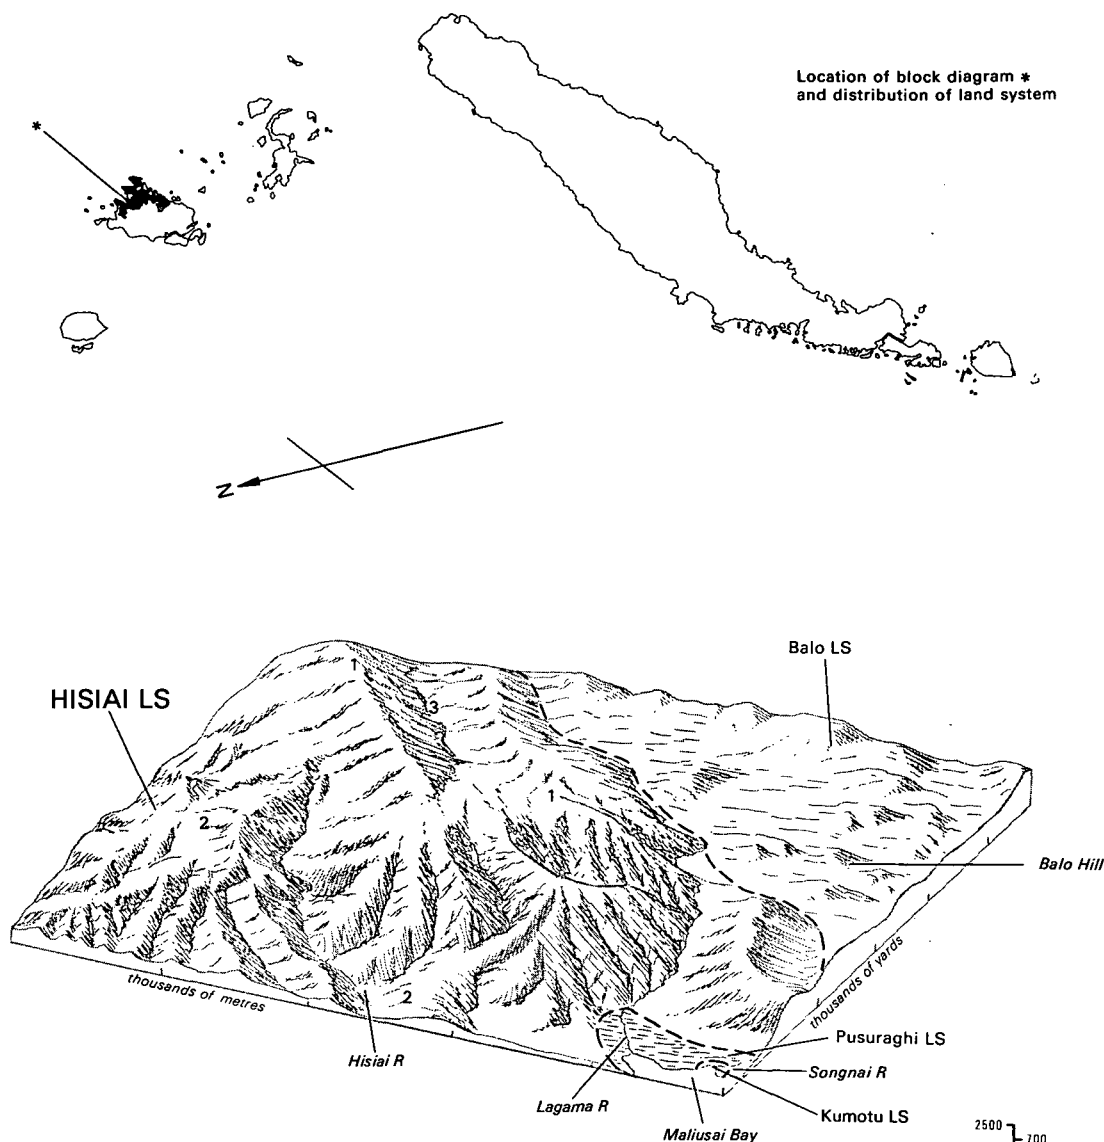 Location of block diagram *
and distribution of land system
*
N
Balo LS
HISIAI LS
1
3
2
1
Balo Hill
thousands of metres
thousands of yards
2
Hisiai R
Pusuraghi LS
Songnai R
Lagama R
Kumotu LS
Maliusai Bay
2500
700